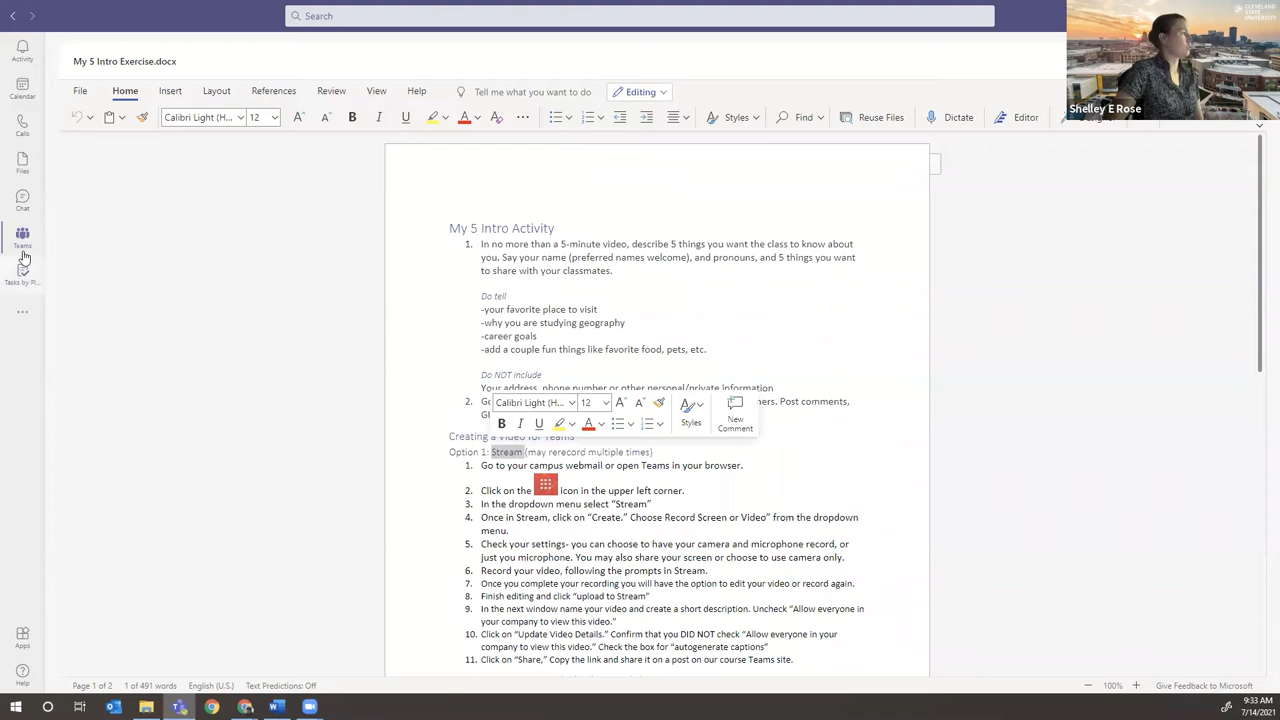 Search
CLEVELAND
STATE
UNIVERSITY
Shelley E Rose
Activity
Calendar
Calls
Files
Chat
Teams
Tasks by Pl...
Apps
Help
My 5 Intro Exercise.docx
File Home Insert Layout References Review View Help Tell me what you want to do Editing
Calibri Light (H... 12 A A B I U A Styles Find Reuse Files Dictate Editor
My 5 Intro Activity
1. In no more than a 5-minute video, describe 5 things you want the class to know about
you. Say your name (preferred names welcome), and pronouns, and 5 things you want
to share with your classmates.
Do tell
-your favorite place to visit
-why you are studying geography
-career goals
-add a couple fun things like favorite food, pets, etc.
Do NOT include
Your address, phone number or other personal/private information
2. Go
ners. Post comments,
Calibri Light (H... 12 A A Styles New
Comment
B I U A
Creating a Video for Teams
Option 1: Stream (may rerecord multiple times)
1. Go to your campus webmail or open Teams in your browser.
2. Click on the icon in the upper left corner.
3. In the dropdown menu select “Stream”
4. Once in Stream, click on “Create.” Choose Record Screen or Video” from the dropdown
menu.
5. Check your settings- you can choose to have your camera and microphone record, or
just you microphone. You may also share your screen or choose to use camera only.
6. Record your video, following the prompts in Stream.
7. Once you complete your recording you will have the option to edit your video or record again.
8. Finish editing and click “upload to Stream”
9. In the next window name your video and create a short description. Uncheck “Allow everyone in
your company to view this video.”
10. Click on “Update Video Details.” Confirm that you DID NOT check “Allow everyone in your
company to view this video.” Check the box for “autogenerate captions”
11. Click on “Share,” Copy the link and share it on a post on our course Teams site.
Page 1 of 2 1 of 491 words English (U.S.) Text Predictions: Off 100% Give Feedback to Microsoft
9:33 AM
7/14/2021